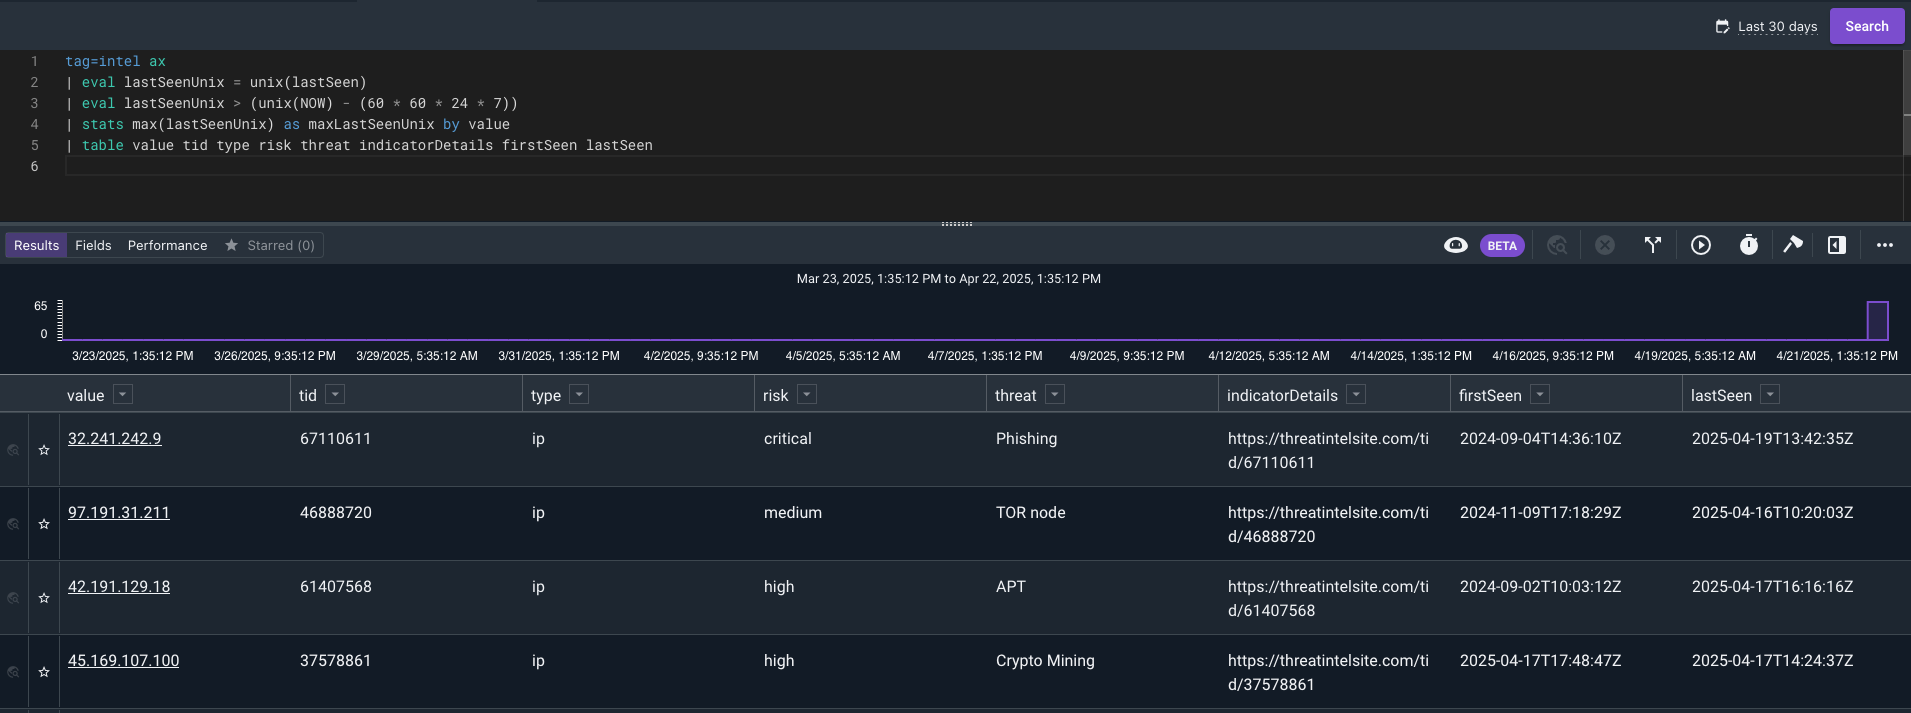 Last 30 days
Search
1 tag=intel ax
2 | eval lastSeenUnix = unix(lastSeen)
3 | eval lastSeenUnix > (unix(NOW) - (60 * 60 * 24 * 7))
4 | stats max(lastSeenUnix) as maxLastSeenUnix by value
5 | table value tid type risk threat indicatorDetails firstSeen lastSeen
6
Results Fields Performance Starred (0) BETA
Mar 23, 2025, 1:35:12 PM to Apr 22, 2025, 1:35:12 PM
65
0
3/23/2025, 1:35:12 PM 3/26/2025, 9:35:12 PM 3/29/2025, 5:35:12 AM 3/31/2025, 1:35:12 PM 4/2/2025, 9:35:12 PM 4/5/2025, 5:35:12 AM 4/7/2025, 1:35:12 PM 4/9/2025, 9:35:12 PM 4/12/2025, 5:35:12 AM 4/14/2025, 1:35:12 PM 4/16/2025, 9:35:12 PM 4/19/2025, 5:35:12 AM 4/21/2025, 1:35:12 PM
value tid type risk threat indicatorDetails firstSeen lastSeen
32.241.242.9 67110611 ip critical Phishing https://threatintelsite.com/ti 2024-09-04T14:36:10Z 2025-04-19T13:42:35Z
d/67110611
97.191.31.211 46888720 ip medium TOR node https://threatintelsite.com/ti 2024-11-09T17:18:29Z 2025-04-16T10:20:03Z
d/46888720
42.191.129.18 61407568 ip high APT https://threatintelsite.com/ti 2024-09-02T10:03:12Z 2025-04-17T16:16:16Z
d/61407568
45.169.107.100 37578861 ip high Crypto Mining https://threatintelsite.com/ti 2025-04-17T17:48:47Z 2025-04-17T14:24:37Z
d/37578861